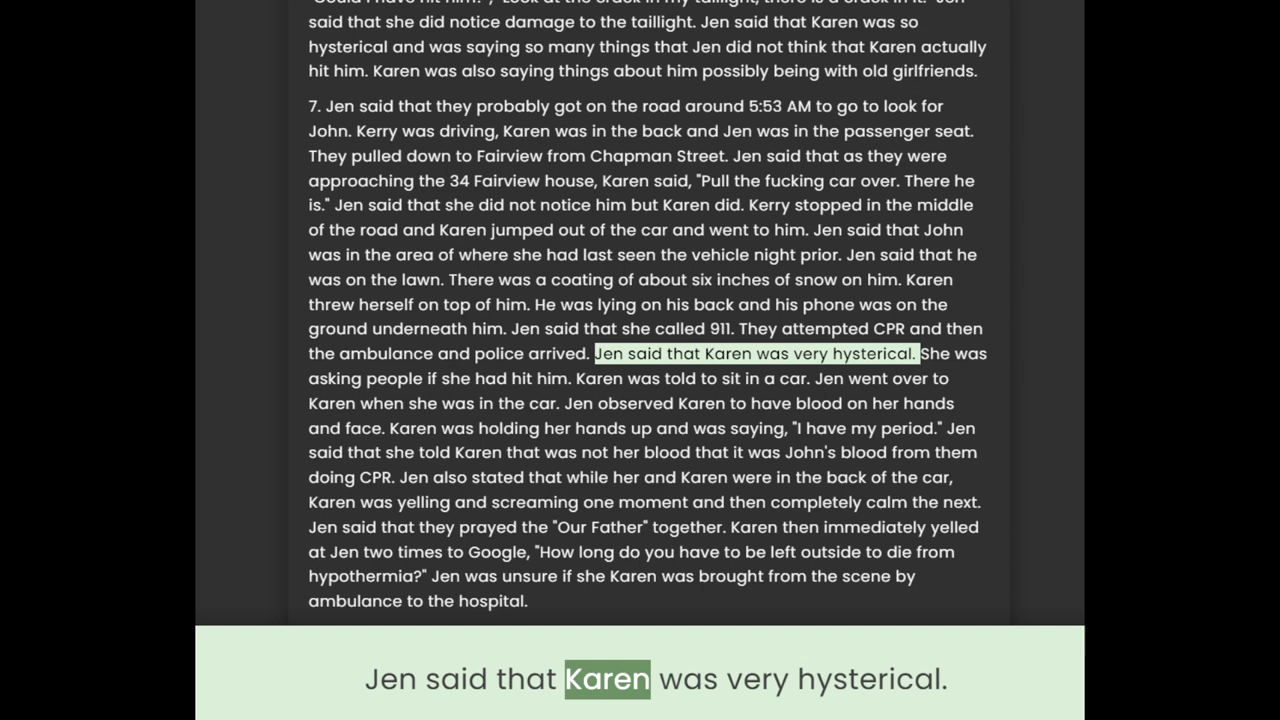 "Could I have hit him?", "Look at the crack in my taillight, there is a crack in it." Jen
said that she did notice damage to the taillight. Jen said that Karen was so
hysterical and was saying so many things that Jen did not think that Karen actually
hit him. Karen was also saying things about him possibly being with old girlfriends.
7. Jen said that they probably got on the road around 5:53 AM to go to look for
John. Kerry was driving, Karen was in the back and Jen was in the passenger seat.
They pulled down to Fairview from Chapman Street. Jen said that as they were
approaching the 34 Fairview house, Karen said, "Pull the fucking car over. There he
is." Jen said that she did not notice him but Karen did. Kerry stopped in the middle
of the road and Karen jumped out of the car and went to him. Jen said that John
was in the area of where she had last seen the vehicle night prior. Jen said that he
was on the lawn. There was a coating of about six inches of snow on him. Karen
threw herself on top of him. He was lying on his back and his phone was on the
ground underneath him. Jen said that she called 911. They attempted CPR and then
the ambulance and police arrived. Jen said that Karen was very hysterical. She was
asking people if she had hit him. Karen was told to sit in a car. Jen went over to
Karen when she was in the car. Jen observed Karen to have blood on her hands
and face. Karen was holding her hands up and was saying, "I have my period." Jen
said that she told Karen that was not her blood that it was John's blood from them
doing CPR. Jen also stated that while her and Karen were in the back of the car,
Karen was yelling and screaming one moment and then completely calm the next.
Jen said that they prayed the "Our Father" together. Karen then immediately yelled
at Jen two times to Google, "How long do you have to be left outside to die from
hypothermia?" Jen was unsure if she Karen was brought from the scene by
ambulance to the hospital.
Jen said that Karen was very hysterical.